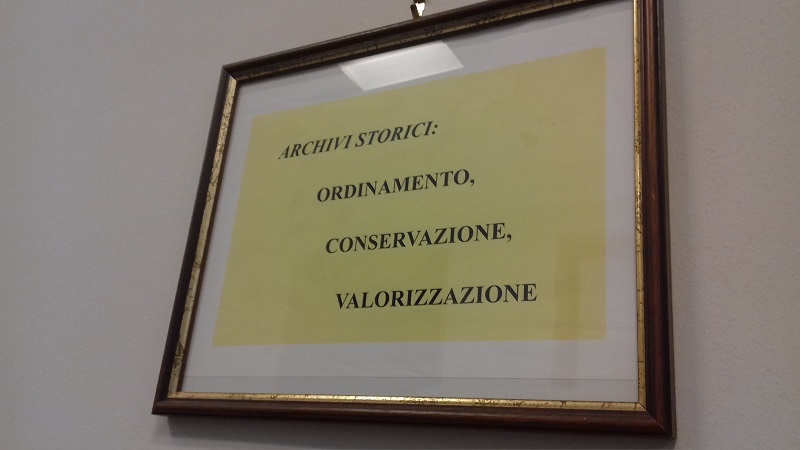 ARCHIVI STORICI:
ORDINAMENTO,
CONSERVAZIONE,
VALORIZZAZIONE